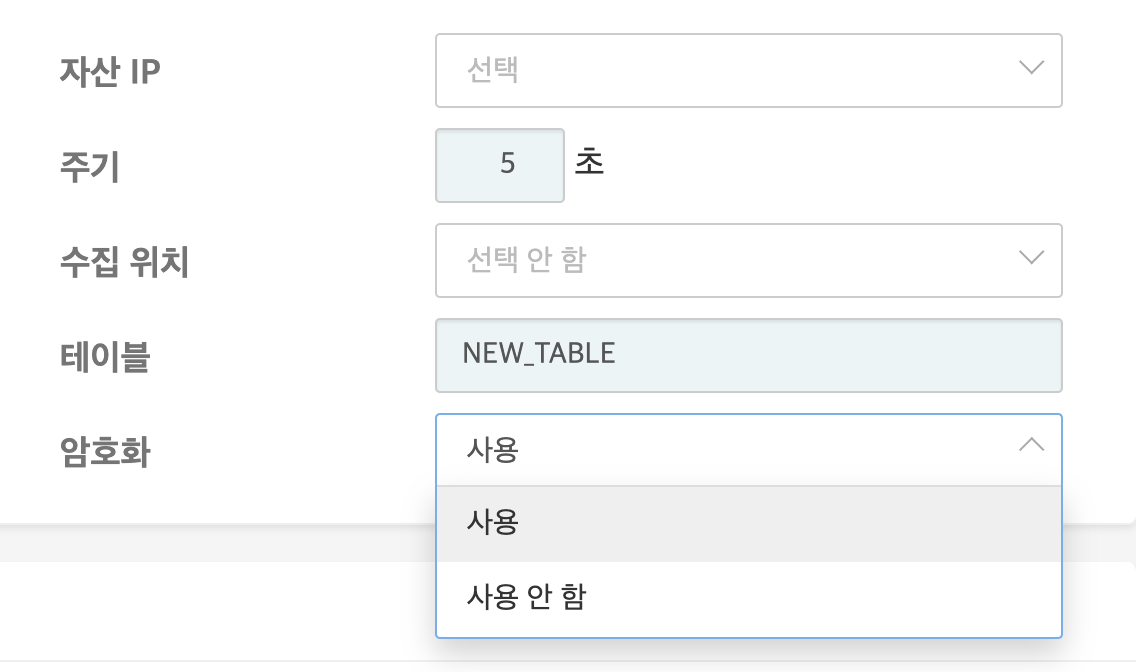 자산 IP
선택
주기
5 초
수집 위치
선택 안 함
테이블
NEW_TABLE
암호화
사용
사용
사용 안 함